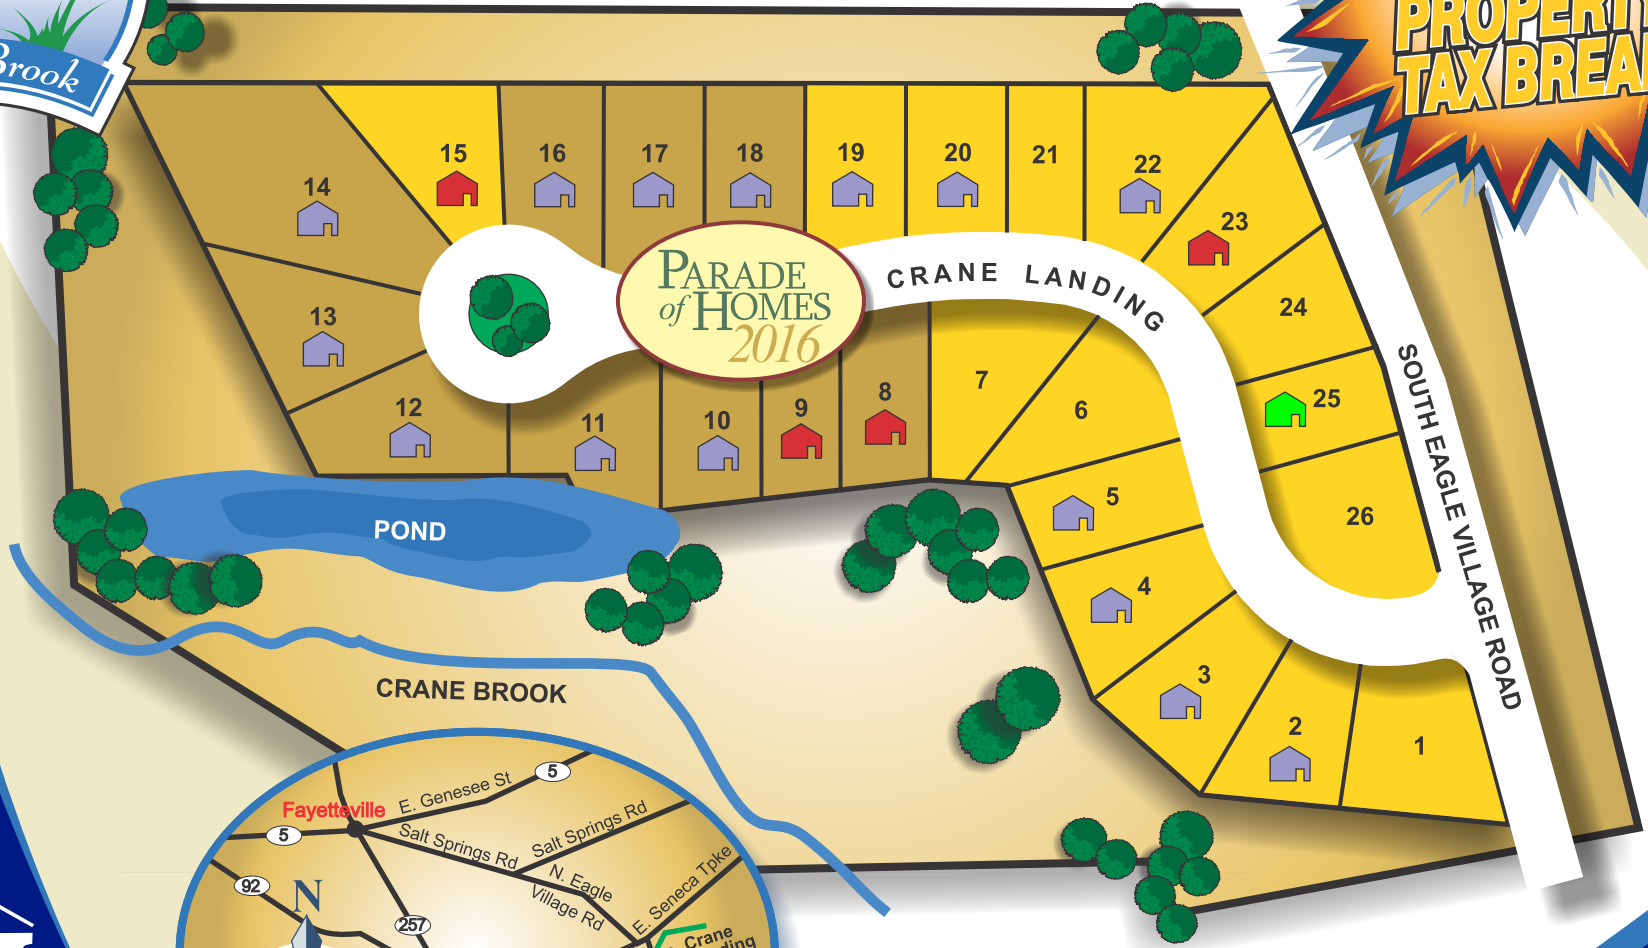 Brook
PROPERTY
TAX BREAK
14
15
16
17
18
19
20
21
22
23
24
25
26
13
12
11
10
9
8
7
6
5
4
3
2
1
PARADE
of HOMES
2016
CRANE LANDING
SOUTH EAGLE VILLAGE ROAD
POND
CRANE BROOK
Fayetteville
E. Genesee St
5
5
Salt Springs Rd
Salt Springs Rd
92
N
257
N. Eagle
Village Rd
E. Seneca Tpke
Crane